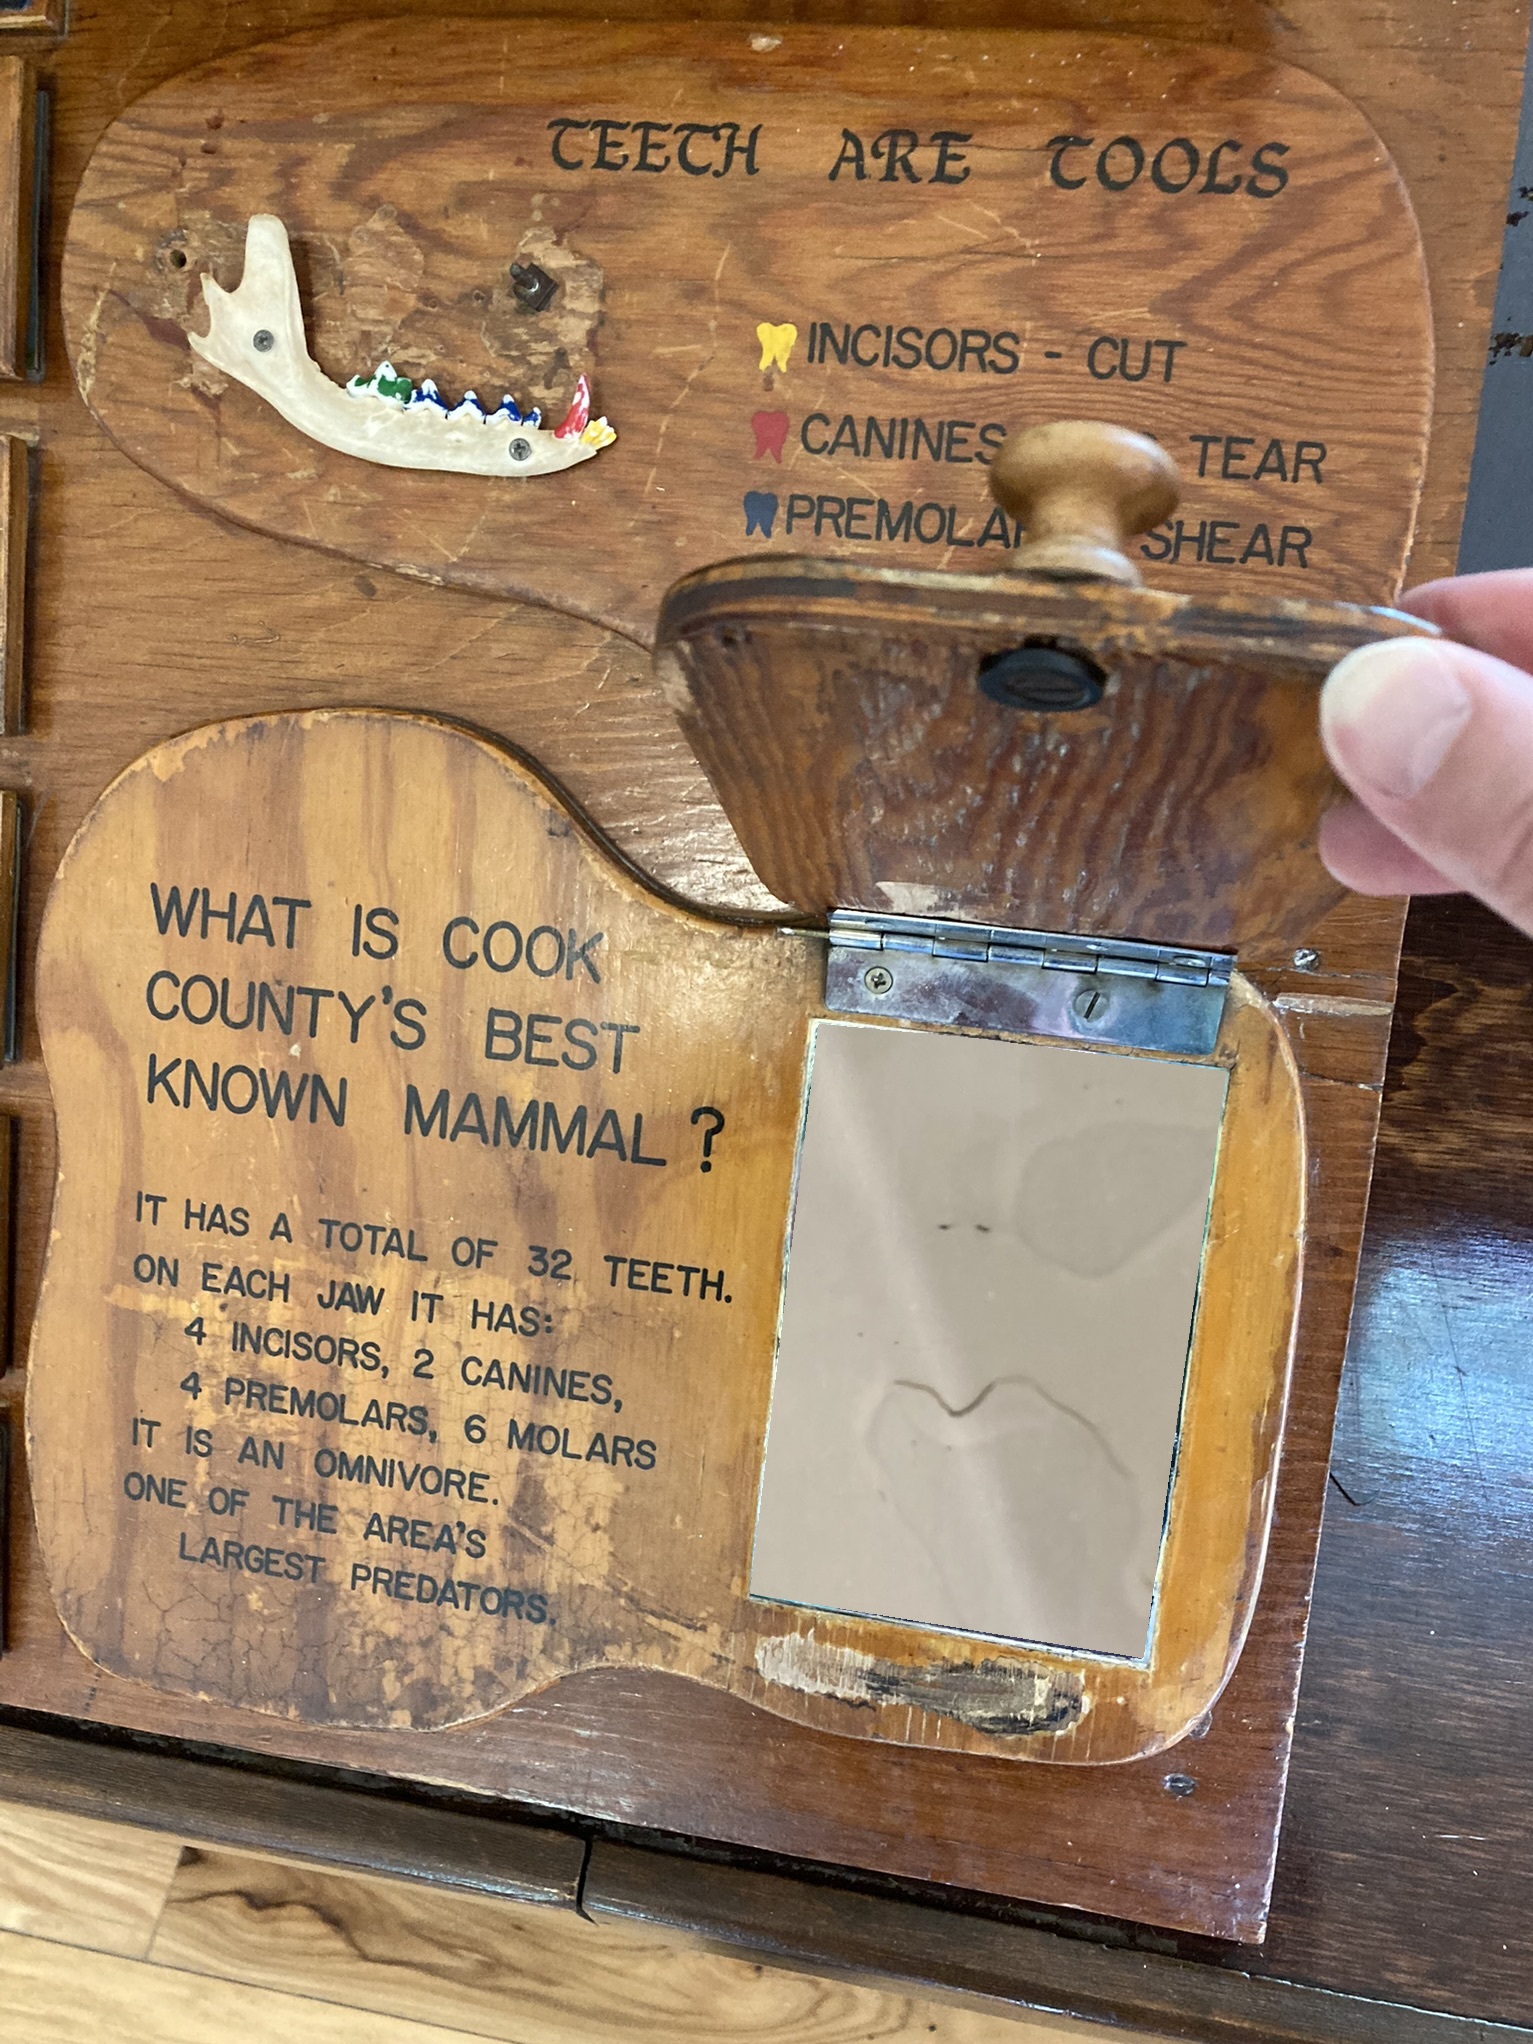 TEETH ARE TOOLS
INCISORS - CUT
CANINES TEAR
SHEAR
WHAT IS COOK
COUNTY'S BEST
KNOWN MAMMAL ?
IT HAS A TOTAL OF 32 TEETH.
ON EACH JAW IT HAS:
4 INCISORS, 2 CANINES,
4 PREMOLARS, 6 MOLARS
IT IS AN OMNIVORE.
ONE OF THE AREA'S
LARGEST PREDATORS.